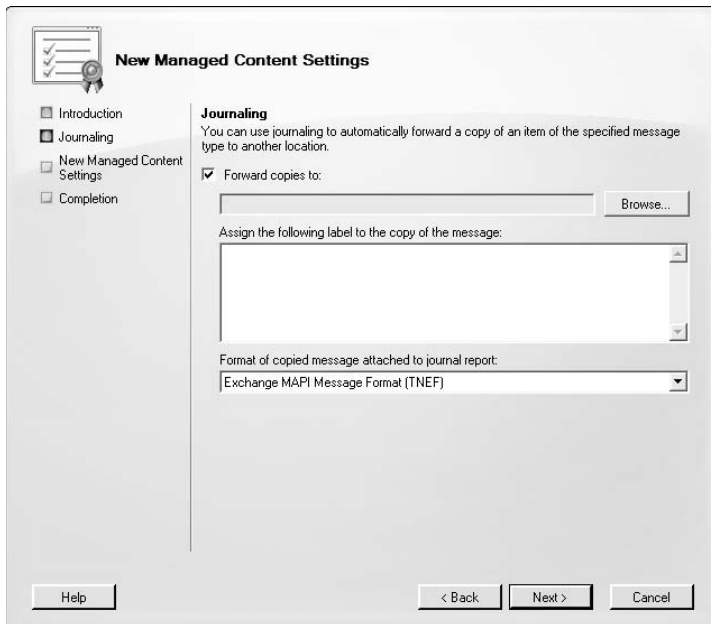 New Managed Content Settings
Introduction
Journaling
New Managed Content
Settings
Completion
Journaling
You can use journaling to automatically forward a copy of an item of the specified message
type to another location.
Forward copies to:
Browse...
Assign the following label to the copy of the message:
Format of copied message attached to journal report:
Exchange MAPI Message Format (TNEF)
Help
< Back
Next >
Cancel